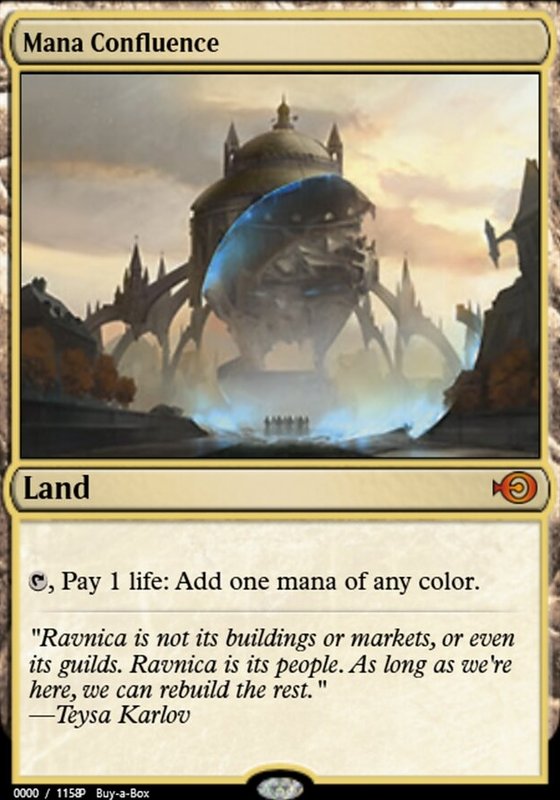 Mana Confluence
Land
, Pay 1 life: Add one mana of any color.
"Ravnica is not its buildings or markets, or even
its guilds. Ravnica is its people. As long as we're
here, we can rebuild the rest."
—Teysa Karlov
0000 / 1158P Buy-a-Box